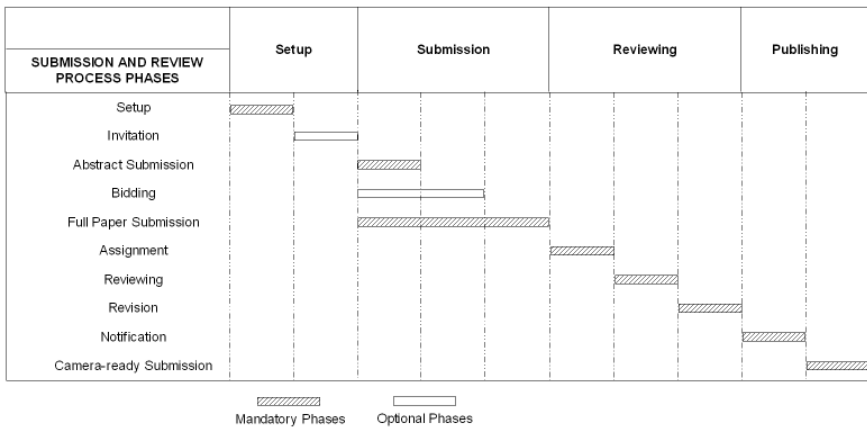 Setup
Submission
Reviewing
Publishing
SUBMISSION AND REVIEW
PROCESS PHASES
Setup
Invitation
Abstract Submission
Bidding
Full Paper Submission
Assignment
Reviewing
Revision
Notification
Camera-ready Submission
Mandatory Phases
Optional Phases